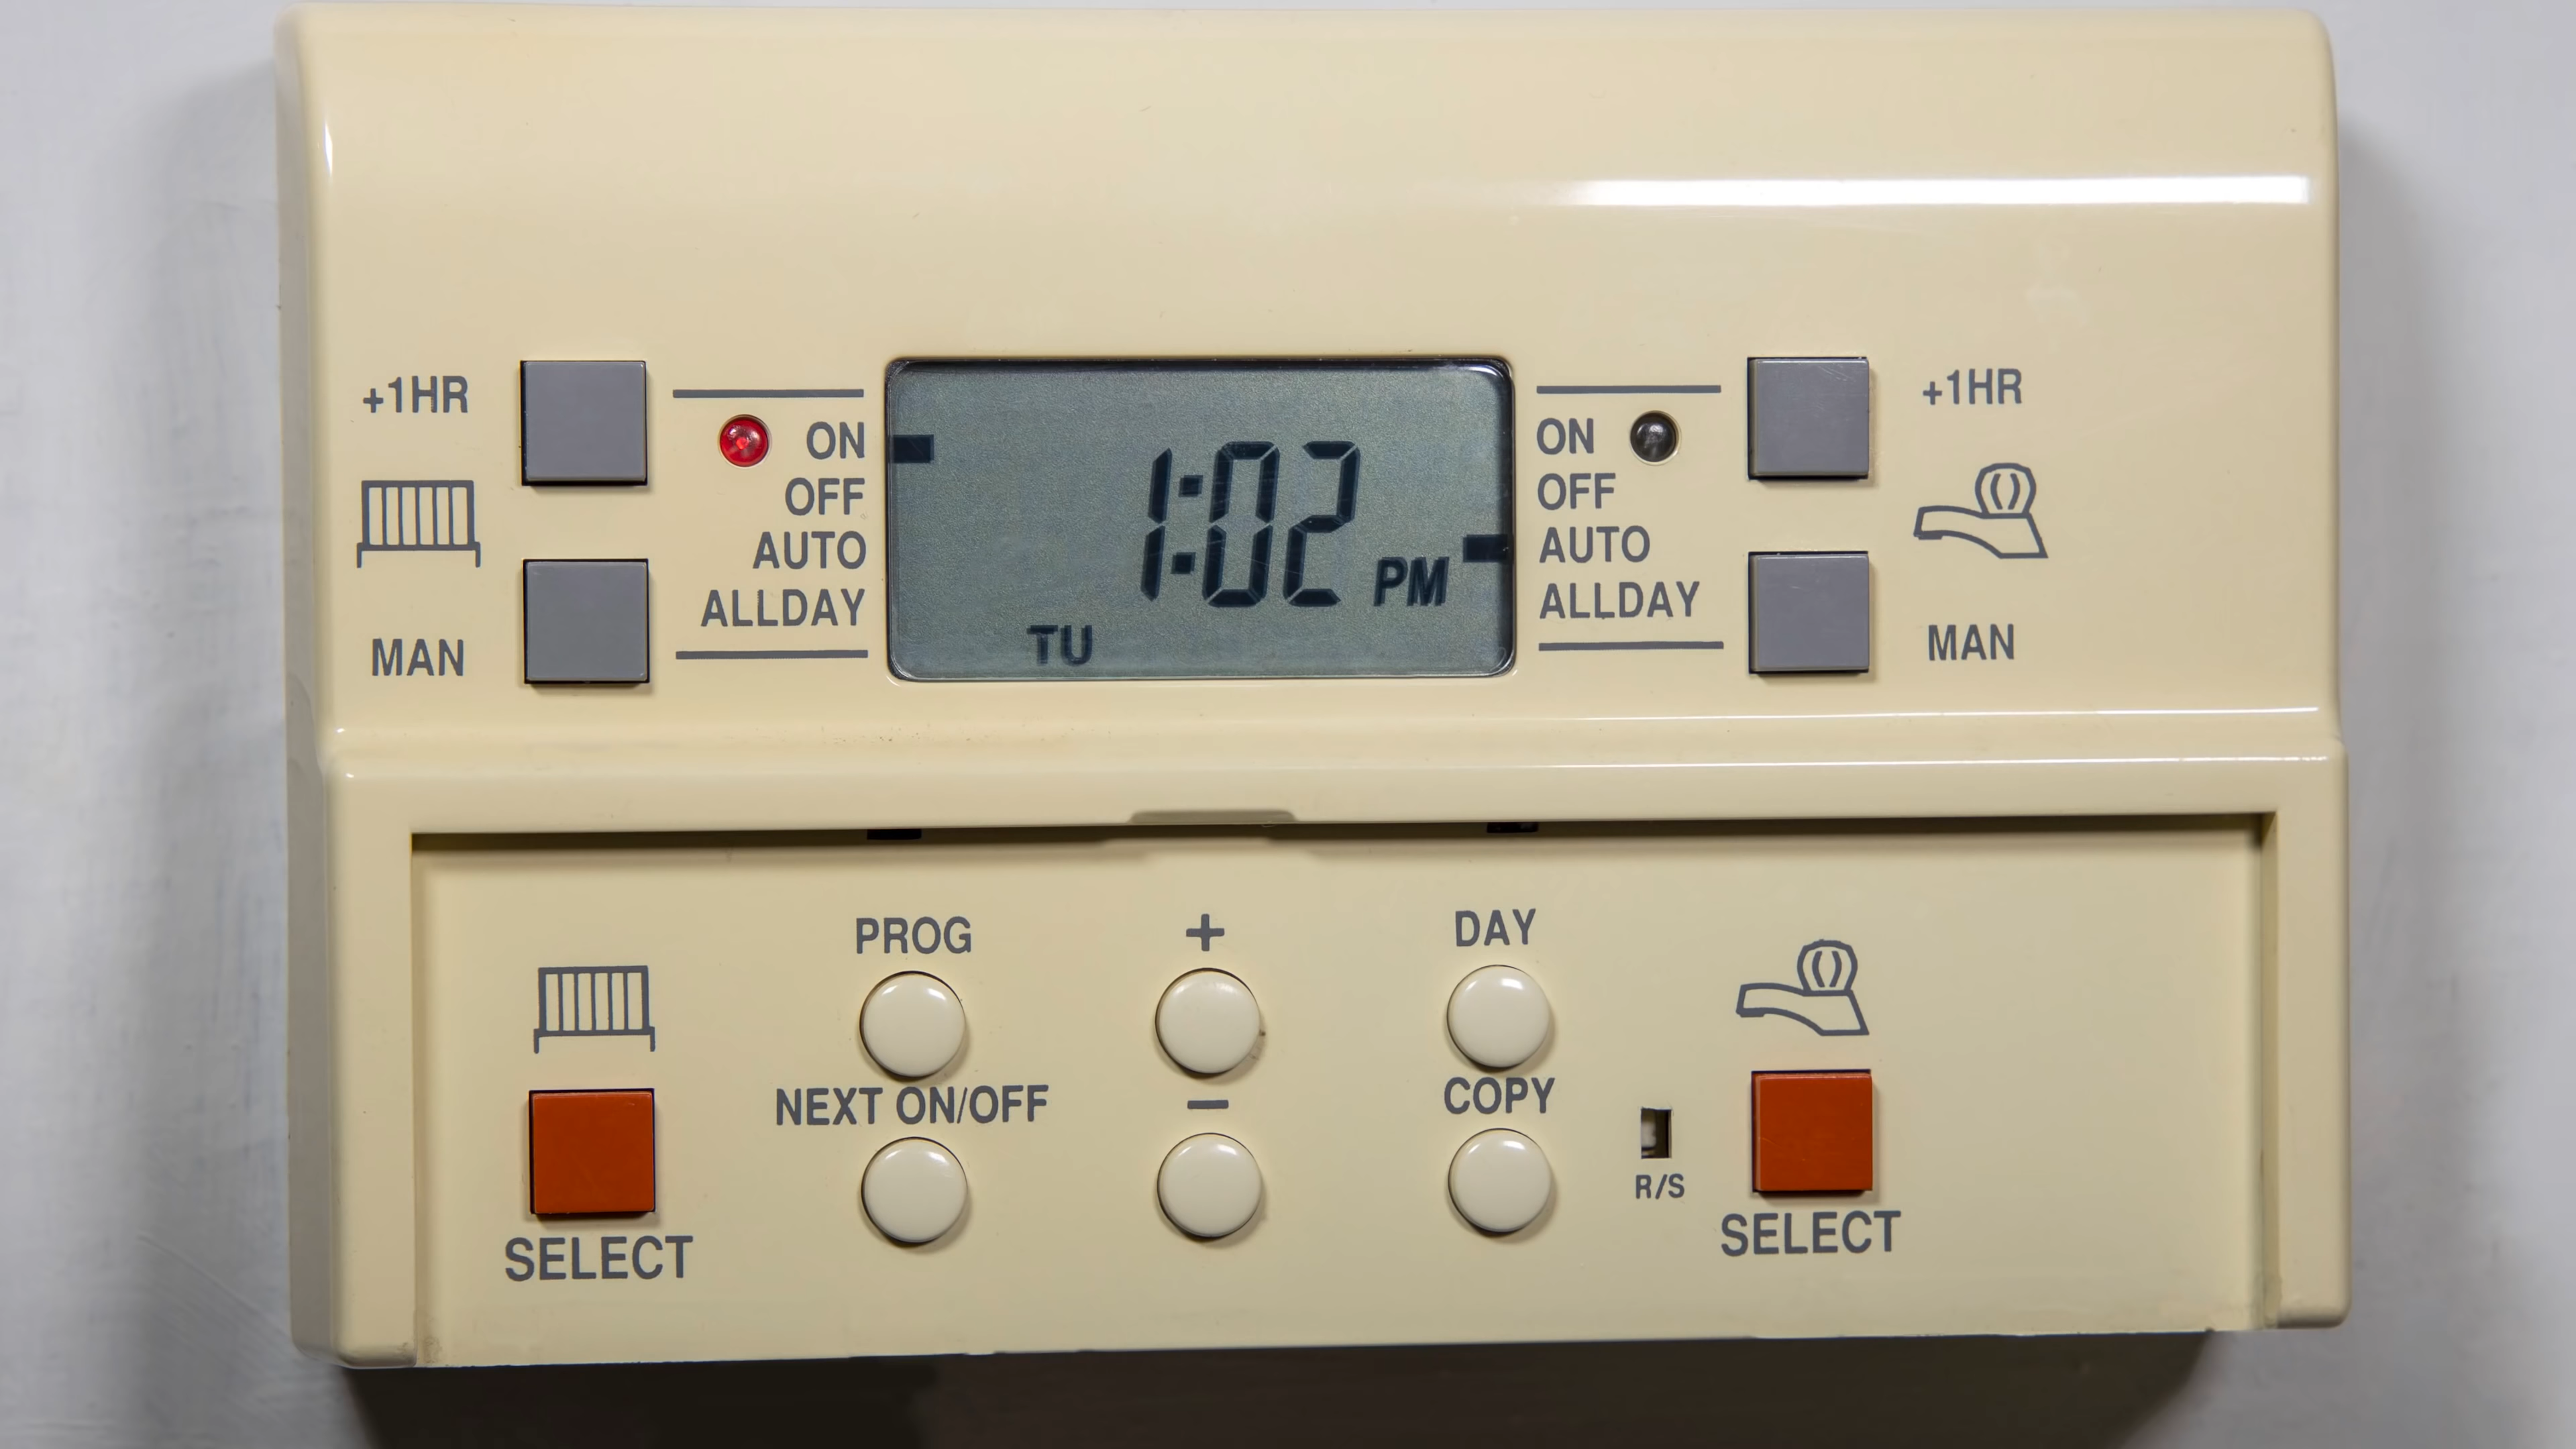 +1HR
MAN
ON
OFF
AUTO
ALLDAY
1:02 PM
TU
ON
OFF
AUTO
ALLDAY
+1HR
MAN
PROG
+
DAY
NEXT ON/OFF
−
COPY
R/S
SELECT
SELECT